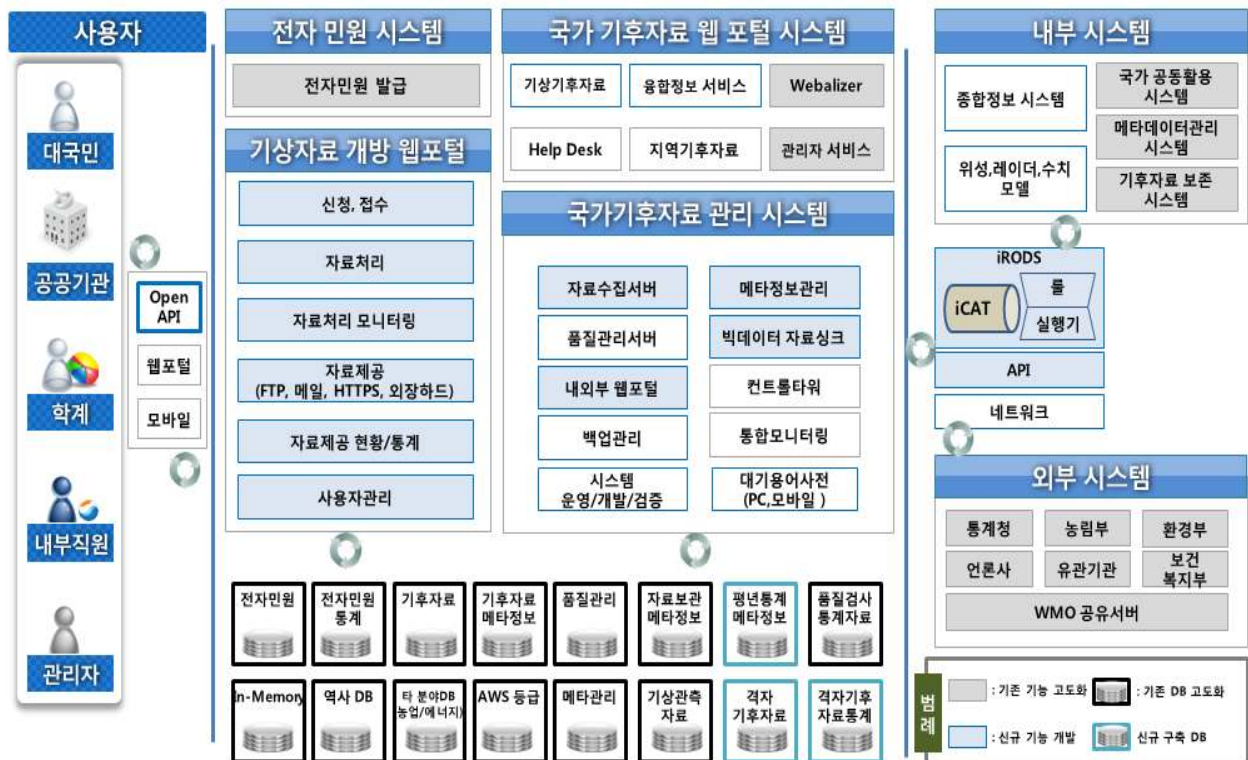 사용자
대국민
공공기관
학계
내부직원
관리자
Open
API
웹포털
모바일
전자 민원 시스템
전자민원 발급
기상자료 개방 웹포털
신청, 접수
자료처리
자료처리 모니터링
자료제공
(FTP, 메일, HTTPS, 외장하드)
자료제공 현황/통계
사용자관리
국가 기후자료 웹 포털 시스템
기상기후자료
융합정보 서비스
Webalizer
Help Desk
지역기후자료
관리자 서비스
국가기후자료 관리 시스템
자료수집서버
메타정보관리
품질관리서버
빅데이터 자료싱크
내외부 웹포털
컨트롤타워
백업관리
통합모니터링
시스템
운영/개발/검증
대기용어사전
(PC,모바일 )
전자민원
전자민원
통계
기후자료
기후자료
메타정보
품질관리
자료보관
메타정보
평년통계
메타정보
품질검사
통계자료
In-Memory
역사 DB
타 분야DB
농업/에너지)
AWS 등급
메타관리
기상관측
자료
격자
기후자료
격자기후
자료통계
내부 시스템
종합정보 시스템
국가 공동활용
시스템
메타데이터관리
시스템
위성,레이더,수치
모델
기후자료 보존
시스템
iRODS
iCAT
룰
실행기
API
네트워크
외부 시스템
통계청
농림부
환경부
언론사
유관기관
보건
복지부
WMO 공유서버
범례
: 기존 기능 고도화
: 기존 DB 고도화
: 신규 기능 개발
신규 구축 DB